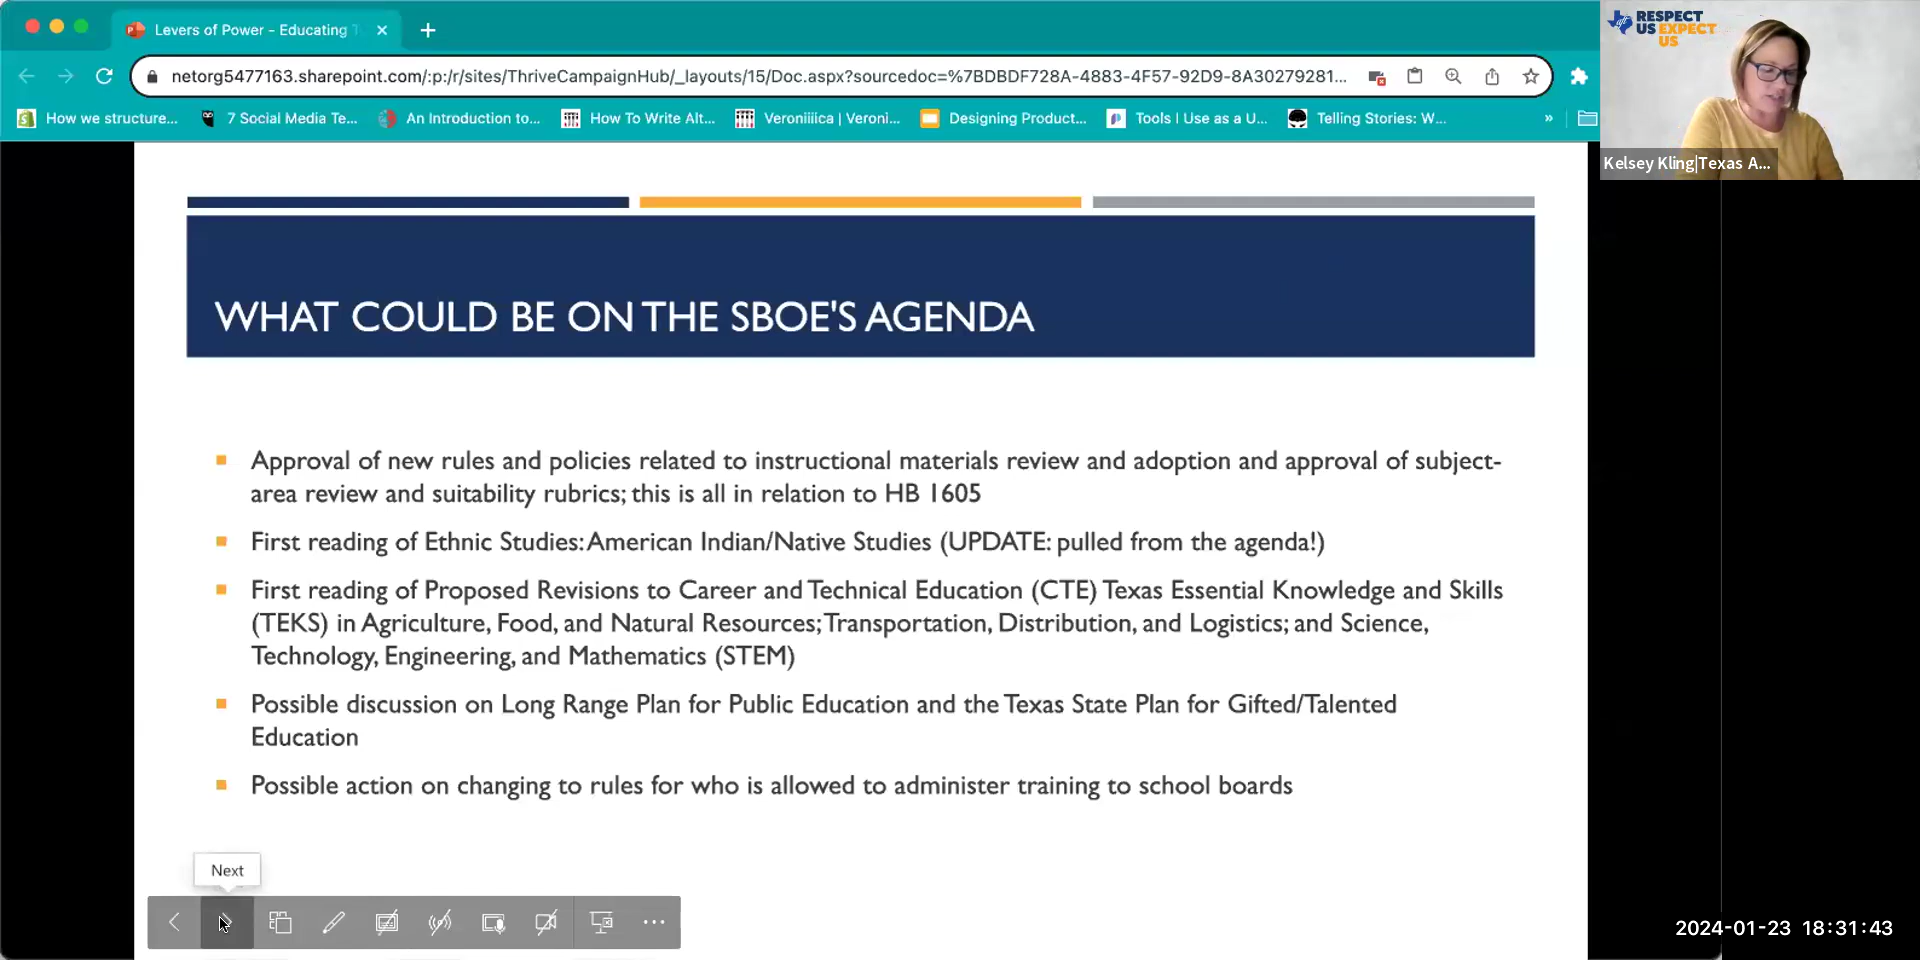 Levers of Power - Educating T
netorg5477163.sharepoint.com/:p:/r/sites/ThriveCampaignHub/_layouts/15/Doc.aspx?sourcedoc=%7BDBDF728A-4883-4F57-92D9-8A30279281...
How we structure... 7 Social Media Te... An Introduction to... How To Write Alt... Veroniiiica | Veroni... Designing Product... Tools I Use as a U... Telling Stories: W... »
RESPECT
US EXPECT
US
Kelsey Kling|Texas A...
WHAT COULD BE ON THE SBOE'S AGENDA
Approval of new rules and policies related to instructional materials review and adoption and approval of subject-
area review and suitability rubrics; this is all in relation to HB 1605
First reading of Ethnic Studies: American Indian/Native Studies (UPDATE: pulled from the agenda!)
First reading of Proposed Revisions to Career and Technical Education (CTE) Texas Essential Knowledge and Skills
(TEKS) in Agriculture, Food, and Natural Resources; Transportation, Distribution, and Logistics; and Science,
Technology, Engineering, and Mathematics (STEM)
Possible discussion on Long Range Plan for Public Education and the Texas State Plan for Gifted/Talented
Education
Possible action on changing to rules for who is allowed to administer training to school boards
Next
2024-01-23 18:31:43